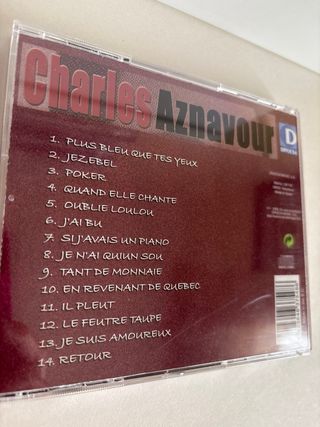 Charles Aznavour
D
1. PLUS BLEU QUE TES YEUX
2. JEZEBEL
3. POKER
4. QUAND ELLE CHANTE
5. OUBLIE LOULOU
6. J'AI BU
7. SI J'AVAIS UN PIANO
8. JE N'AI QU'UN SOU
9. TANT DE MONNAIE
10. EN REVENANT DE QUEBEC
11. IL PLEUT
12. LE FEUTRE TAUPE
13. JE SUIS AMOUREUX
14. RETOUR